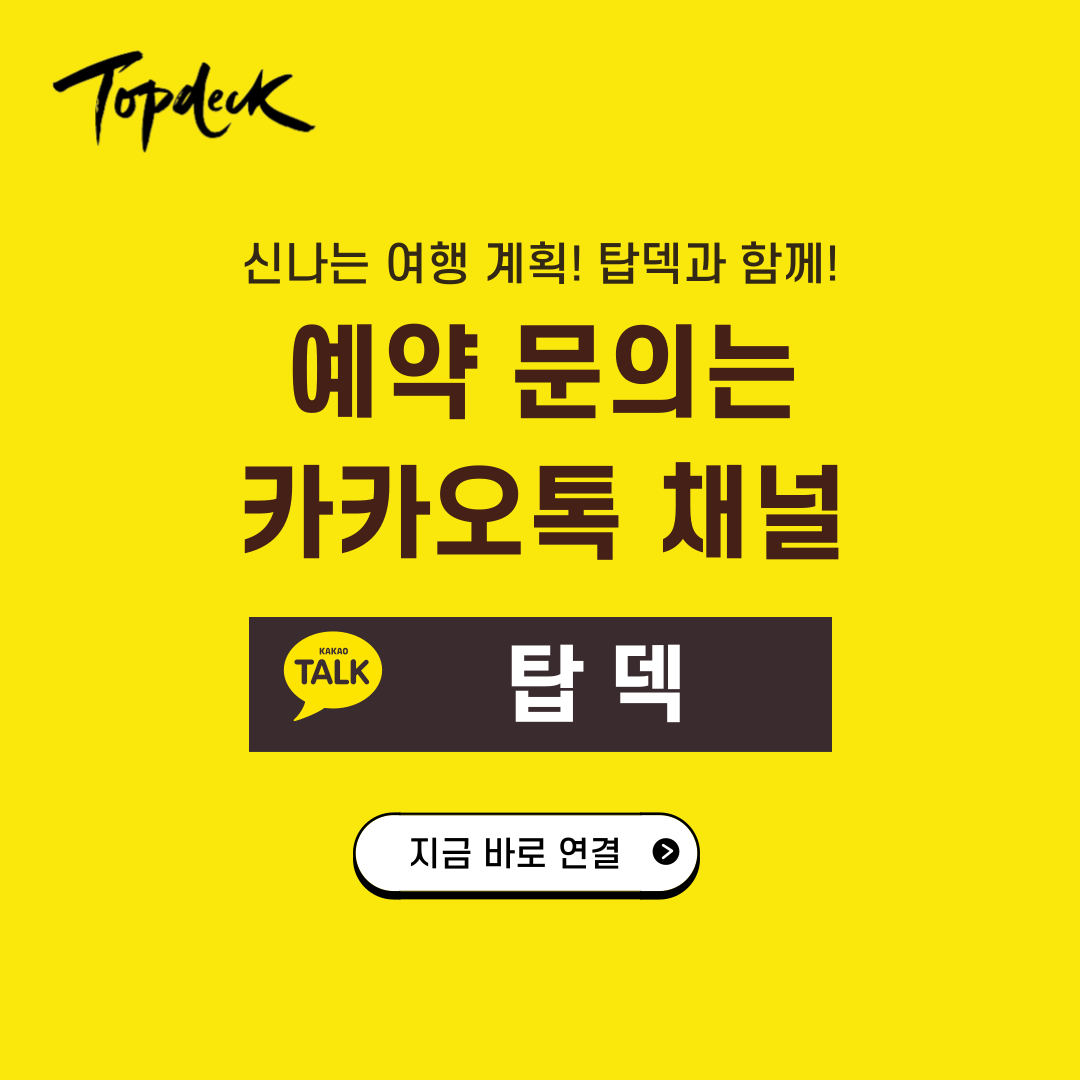 Topdeck
신나는 여행 계획! 탑덱과 함께!
예약 문의는
카카오톡 채널
KAKAO
TALK
탑 덱
지금 바로 연결